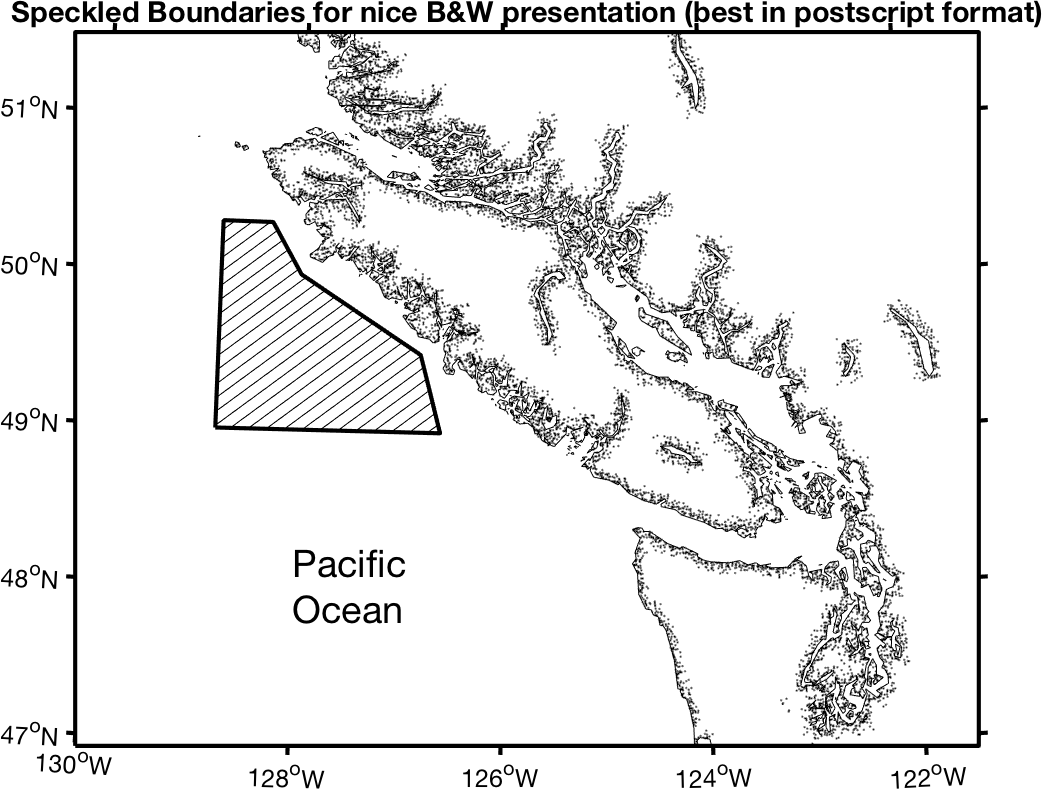 Speckled Boundaries for nice B&W presentation (best in postscript format)
51°N
50°N
49°N
48°N
47°N
Pacific
Ocean
130°W
128°W
126°W
124°W
122°W